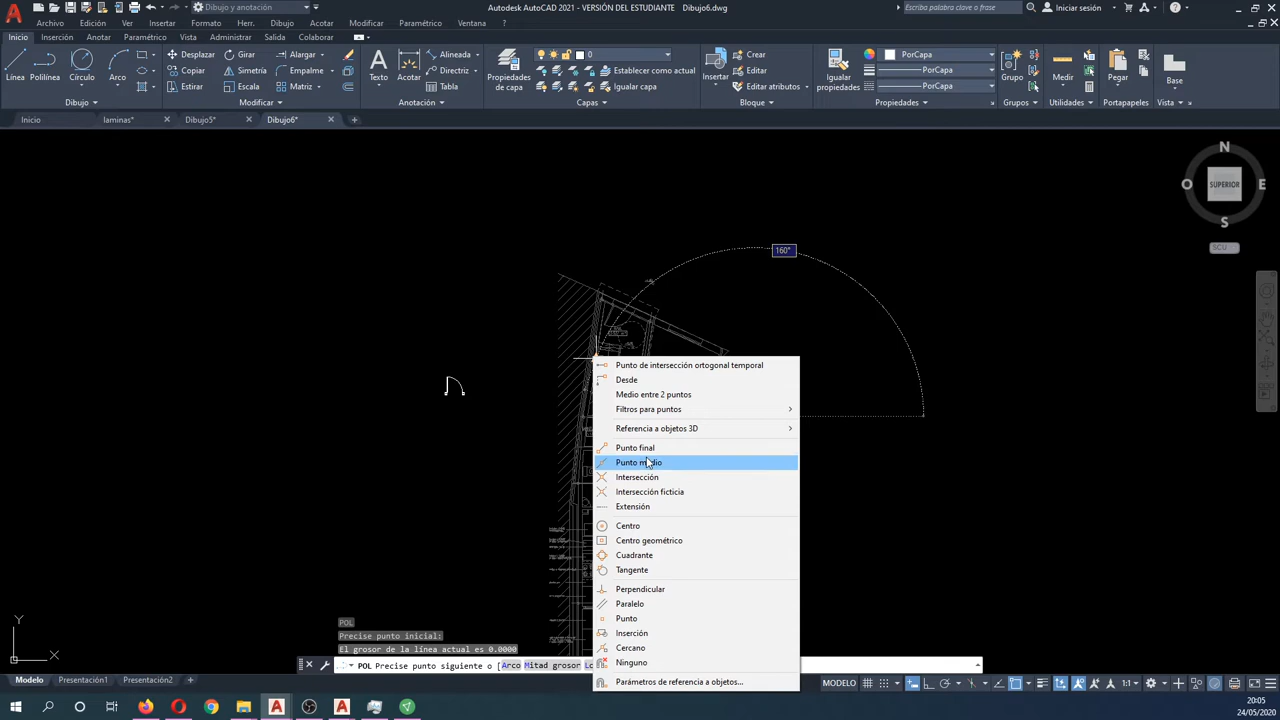 Dibujo y anotación
Autodesk AutoCAD 2021 - VERSIÓN DEL ESTUDIANTE Dibujo6.dwg
Escriba palabra clave o frase
Iniciar sesión
Archivo Edición Ver Insertar Formato Herr. Dibujo Acotar Modificar Paramétrico Ventana ?
Inicio Inserción Anotar Paramétrico Vista Administrar Salida Colaborar
Línea Polilínea Círculo Arco
Desplazar Girar Alargar
Copiar Simetría Empalme
Estirar Escala Matriz
Texto Acotar
Alineada
Directriz
Tabla
Propiedades de capa
0
Establecer como actual
Igualar capa
Insertar
Crear
Editar
Editar atributos
Igualar propiedades
PorCapa
PorCapa
PorCapa
Grupo Medir Pegar Base
Dibujo Modificar Anotación Capas Bloque Propiedades Grupos Utilidades Portapapeles Vista
Inicio laminas* Dibujo5* Dibujo6*
N
O SUPERIOR E
S
SCU
160°
Punto de intersección ortogonal temporal
Desde
Medio entre 2 puntos
Filtros para puntos
Referencia a objetos 3D
Punto final
Punto medio
Intersección
Intersección ficticia
Extensión
Centro
Centro geométrico
Cuadrante
Tangente
Perpendicular
Paralelo
Punto
Inserción
Cercano
Ninguno
Parámetros de referencia a objetos...
Y
X
POL
Precise punto inicial:
El grosor de la línea actual es 0.0000
POL Precise punto siguiente o [Arco Mitad grosor
Modelo Presentación1 Presentación2 +
MODELO
20:05
24/05/2020